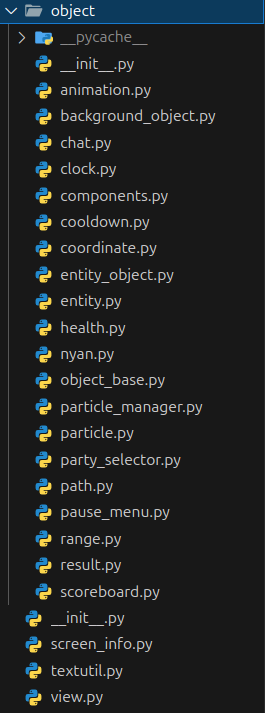 object
__pycache__
__init__.py
animation.py
background_object.py
chat.py
clock.py
components.py
cooldown.py
coordinate.py
entity_object.py
entity.py
health.py
nyan.py
object_base.py
particle_manager.py
particle.py
party_selector.py
path.py
pause_menu.py
range.py
result.py
scoreboard.py
__init__.py
screen_info.py
textutil.py
view.py